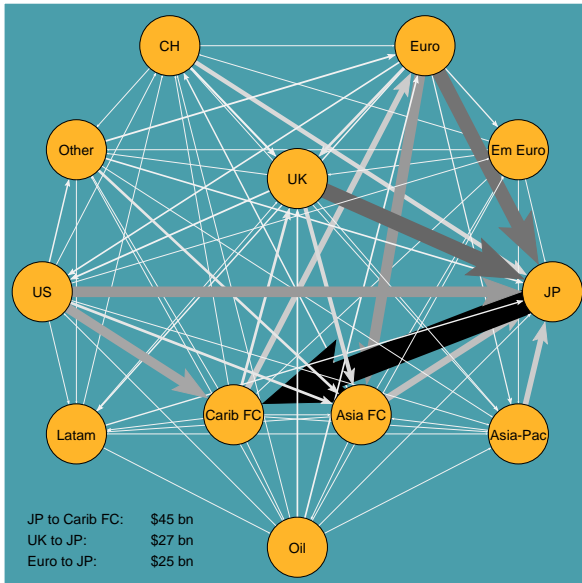 CH
Euro
Other
Em Euro
UK
US
JP
Carib FC
Asia FC
Latam
Asia-Pac
JP to Carib FC: $45 bn
UK to JP: $27 bn
Euro to JP: $25 bn
Oil